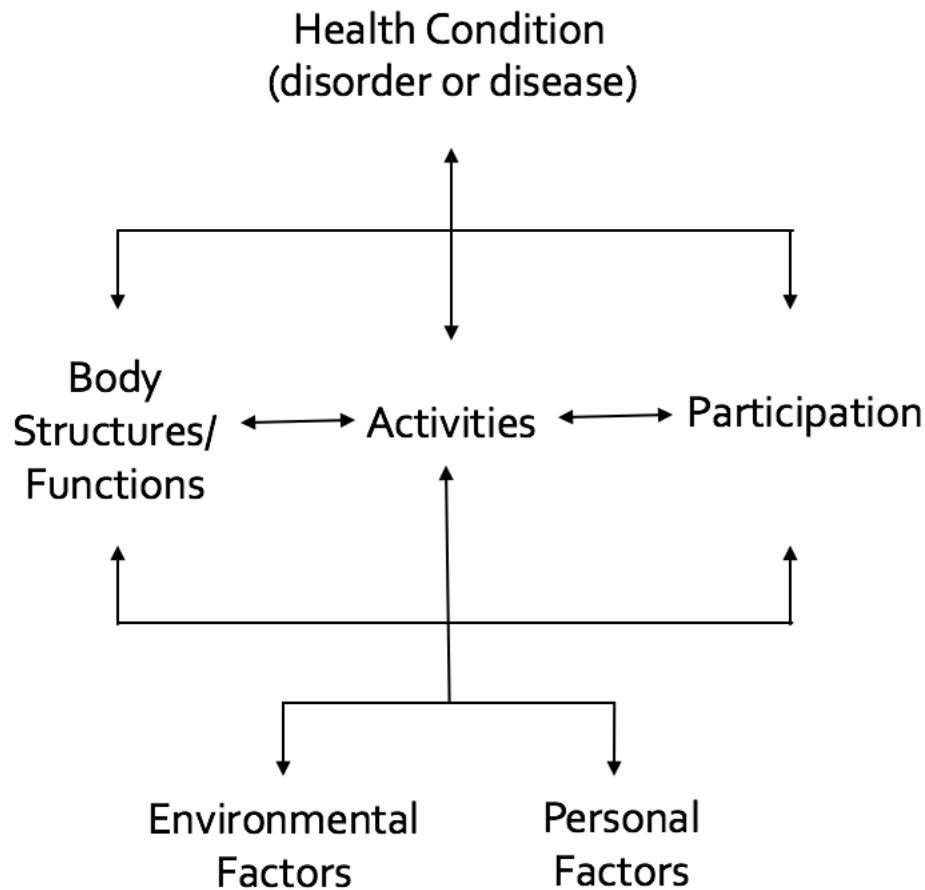 Health Condition
(disorder or disease)
Body
Structures/
Functions
Activities
Participation
Environmental
Factors
Personal
Factors